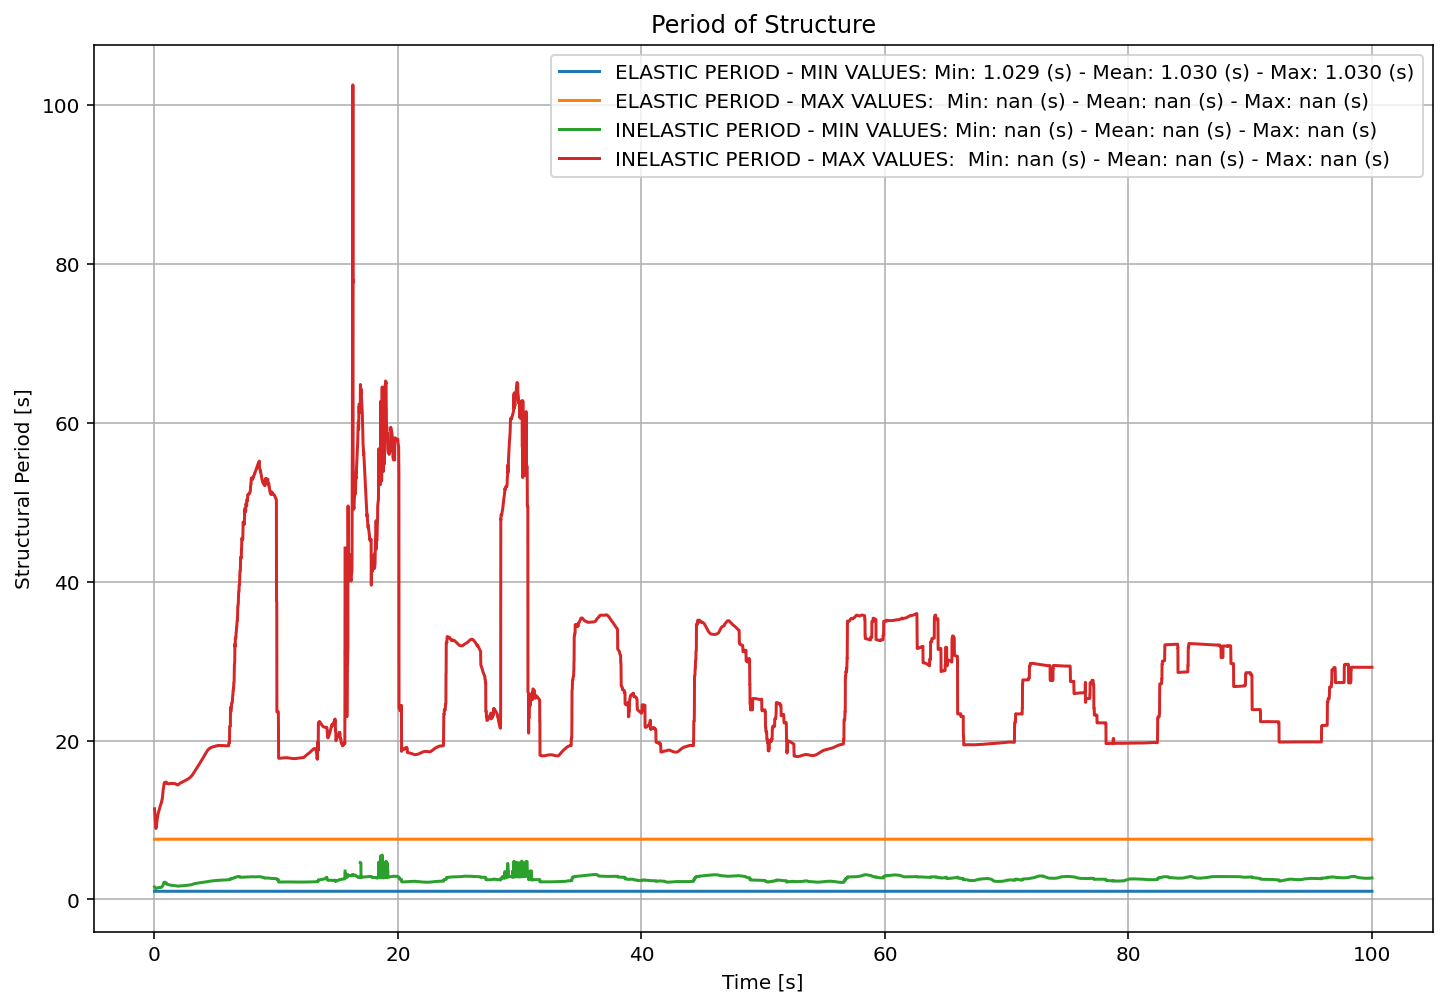 Period of Structure
ELASTIC PERIOD - MIN VALUES: Min: 1.029 (s) - Mean: 1.030 (s) - Max: 1.030 (s)
ELASTIC PERIOD - MAX VALUES:  Min: nan (s) - Mean: nan (s) - Max: nan (s)
INELASTIC PERIOD - MIN VALUES: Min: nan (s) - Mean: nan (s) - Max: nan (s)
INELASTIC PERIOD - MAX VALUES:  Min: nan (s) - Mean: nan (s) - Max: nan (s)
Structural Period [s]
100
80
60
40
20
0
0 20 40 60 80 100
Time [s]